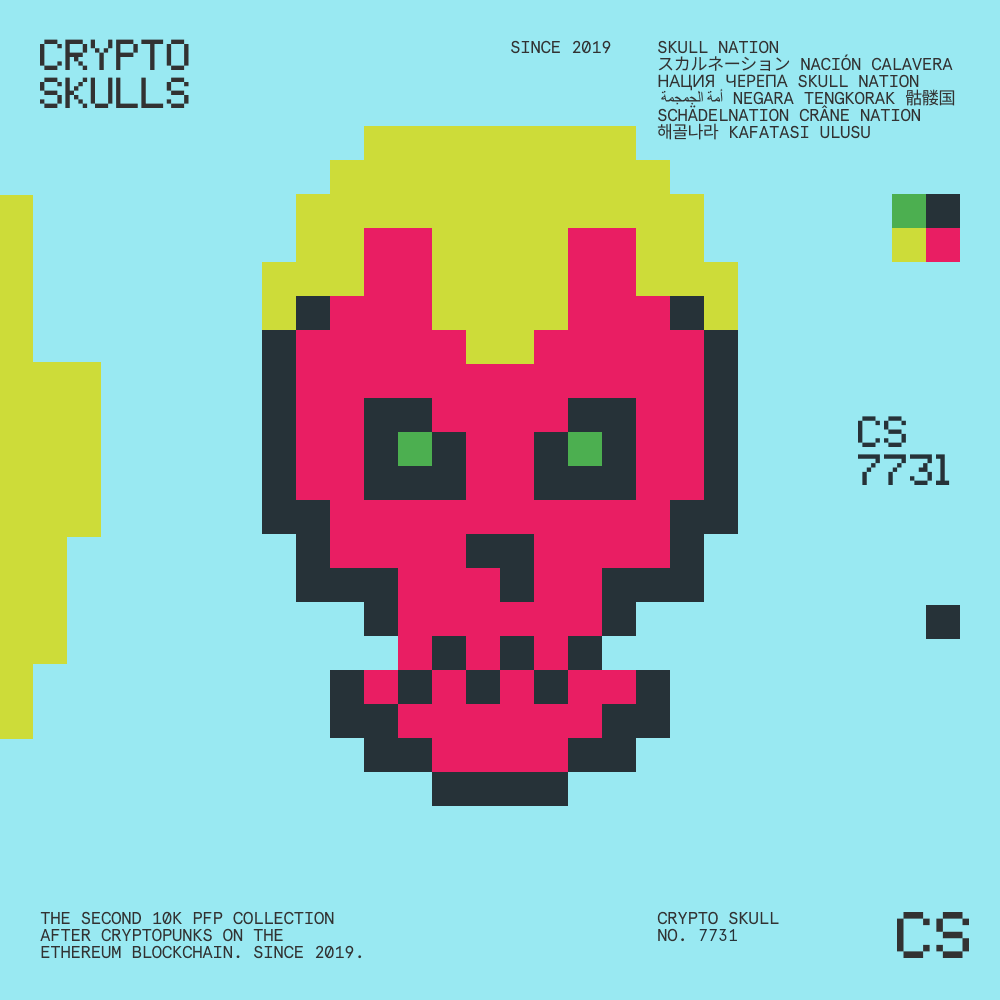 CRYPTO
SKULLS
SINCE 2019
SKULL NATION
スカルネーション NACIÓN CALAVERA
НАЦИЯ ЧЕРЕПА SKULL NATION
أمة الجمجمة NEGARA TENGKORAK 骷髅国
SCHÄDELNATION CRÂNE NATION
해골나라 KAFATASI ULUSU
CS
7731
THE SECOND 10K PFP COLLECTION
AFTER CRYPTOPUNKS ON THE
ETHEREUM BLOCKCHAIN. SINCE 2019.
CRYPTO SKULL
NO. 7731
CS